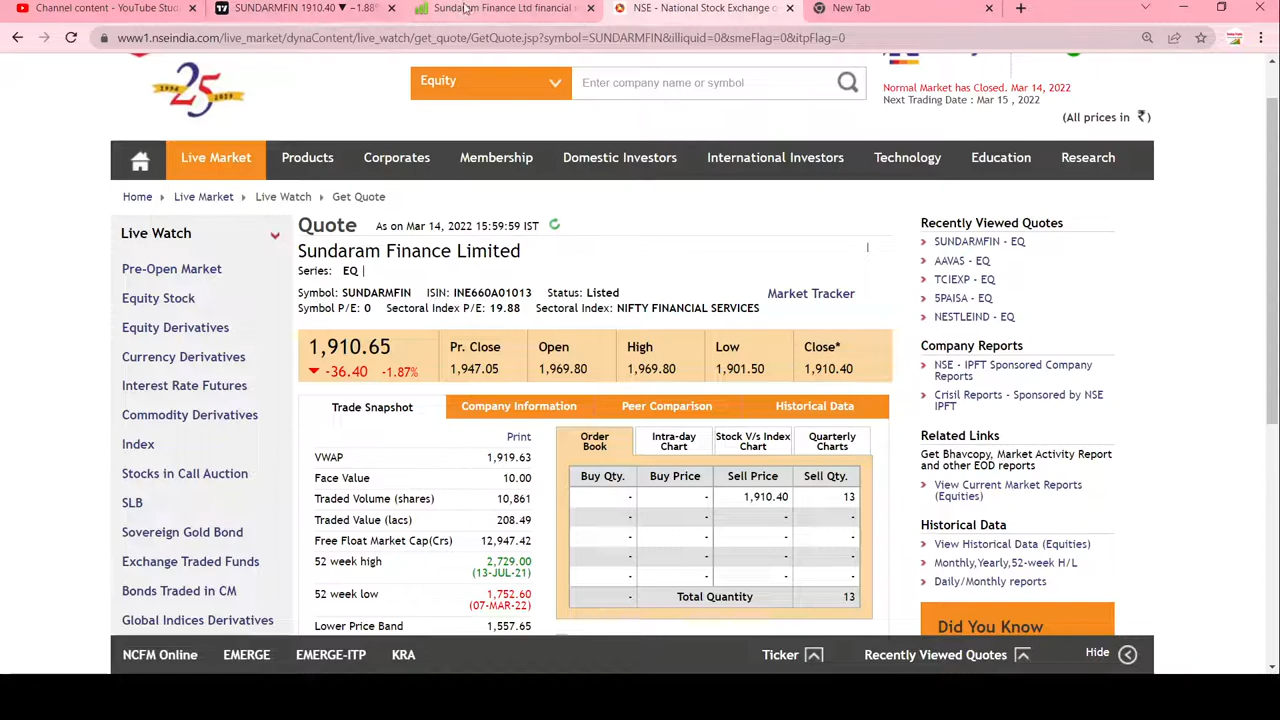 Channel content - YouTube Stud
SUNDARMFIN 1910.40 ▼ −1.88%
Sundaram Finance Ltd financial
NSE - National Stock Exchange o
New Tab
www1.nseindia.com/live_market/dynaContent/live_watch/get_quote/GetQuote.jsp?symbol=SUNDARMFIN&illiquid=0&smeFlag=0&itpFlag=0
25
Equity
Enter company name or symbol
Normal Market has Closed. Mar 14, 2022
Next Trading Date : Mar 15 , 2022
(All prices in ₹)
Live Market
Products
Corporates
Membership
Domestic Investors
International Investors
Technology
Education
Research
Home
Live Market
Live Watch
Get Quote
Live Watch
Pre-Open Market
Equity Stock
Equity Derivatives
Currency Derivatives
Interest Rate Futures
Commodity Derivatives
Index
Stocks in Call Auction
SLB
Sovereign Gold Bond
Exchange Traded Funds
Bonds Traded in CM
Global Indices Derivatives
Quote As on Mar 14, 2022 15:59:59 IST
Sundaram Finance Limited
Series: EQ |
Symbol: SUNDARMFIN ISIN: INE660A01013 Status: Listed
Market Tracker
Symbol P/E: 0 Sectoral Index P/E: 19.88 Sectoral Index: NIFTY FINANCIAL SERVICES
1,910.65 Pr. Close Open High Low Close*
-36.40 -1.87% 1,947.05 1,969.80 1,969.80 1,901.50 1,910.40
Trade Snapshot
Company Information
Peer Comparison
Historical Data
Print
VWAP 1,919.63
Face Value 10.00
Traded Volume (shares) 10,861
Traded Value (lacs) 208.49
Free Float Market Cap(Crs) 12,947.42
52 week high 2,729.00
(13-JUL-21)
52 week low 1,752.60
(07-MAR-22)
Lower Price Band 1,557.65
Order Book
Intra-day Chart
Stock V/s Index Chart
Quarterly Charts
Buy Qty. Buy Price Sell Price Sell Qty.
- - 1,910.40 13
- - - -
- - - -
- - - -
- - - -
- Total Quantity 13
Recently Viewed Quotes
SUNDARMFIN - EQ
AAVAS - EQ
TCIEXP - EQ
5PAISA - EQ
NESTLEIND - EQ
Company Reports
NSE - IPFT Sponsored Company
Reports
Crisil Reports - Sponsored by NSE
IPFT
Related Links
Get Bhavcopy, Market Activity Report
and other EOD reports
View Current Market Reports
(Equities)
Historical Data
View Historical Data (Equities)
Monthly,Yearly,52-week H/L
Daily/Monthly reports
Did You Know
NCFM Online
EMERGE
EMERGE-ITP
KRA
Ticker
Recently Viewed Quotes
Hide